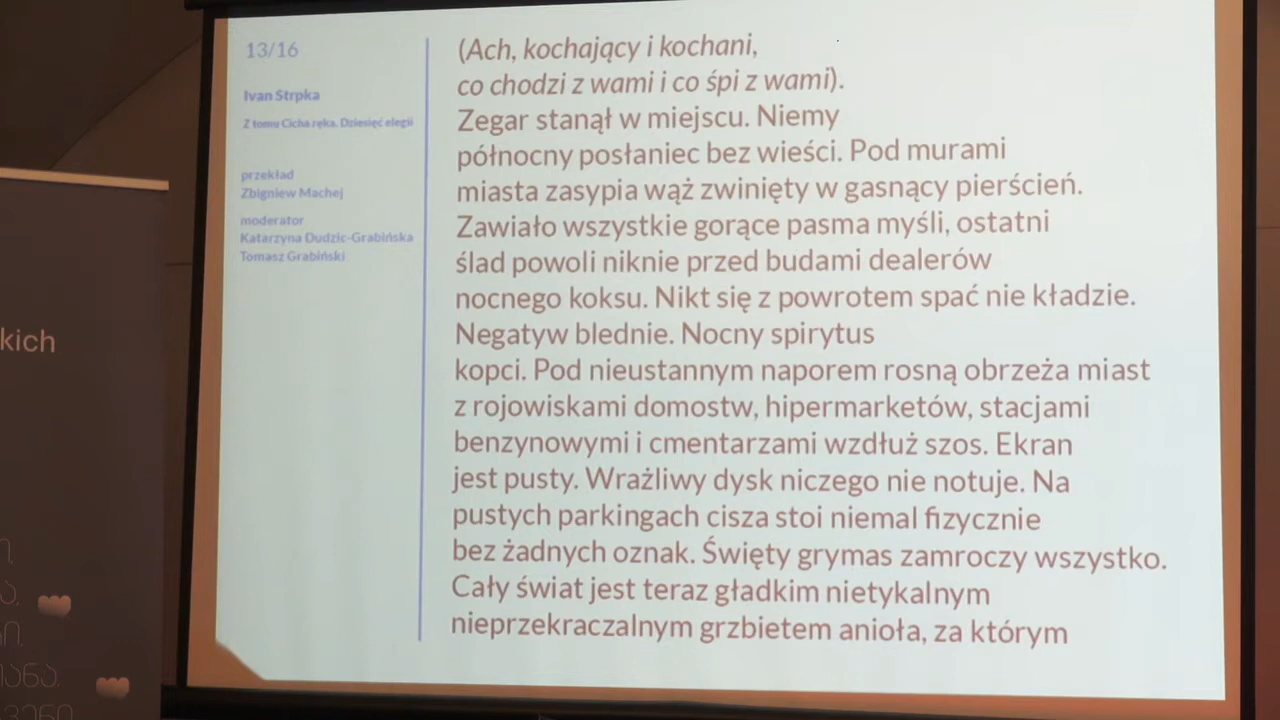 13/16
Ivan Strpka
Z tomu Cicha ręka. Dziesięć elegii
przekład
Zbigniew Machej
moderator
Katarzyna Dudzic-Grabińska
Tomasz Grabiński
(Ach, kochający i kochani,
co chodzi z wami i co śpi z wami).
Zegar stanął w miejscu. Niemy
północny posłaniec bez wieści. Pod murami
miasta zasypia wąż zwinięty w gasnący pierścień.
Zawiało wszystkie gorące pasma myśli, ostatni
ślad powoli niknie przed budami dealerów
nocnego koksu. Nikt się z powrotem spać nie kładzie.
Negatyw blednie. Nocny spirytus
kopci. Pod nieustannym naporem rosną obrzeża miast
z rojowiskami domostw, hipermarketów, stacjami
benzynowymi i cmentarzami wzdłuż szos. Ekran
jest pusty. Wrażliwy dysk niczego nie notuje. Na
pustych parkingach cisza stoi niemal fizycznie
bez żadnych oznak. Święty grymas zamroczy wszystko.
Cały świat jest teraz gładkim nietykalnym
nieprzekraczalnym grzbietem anioła, za którym
kich